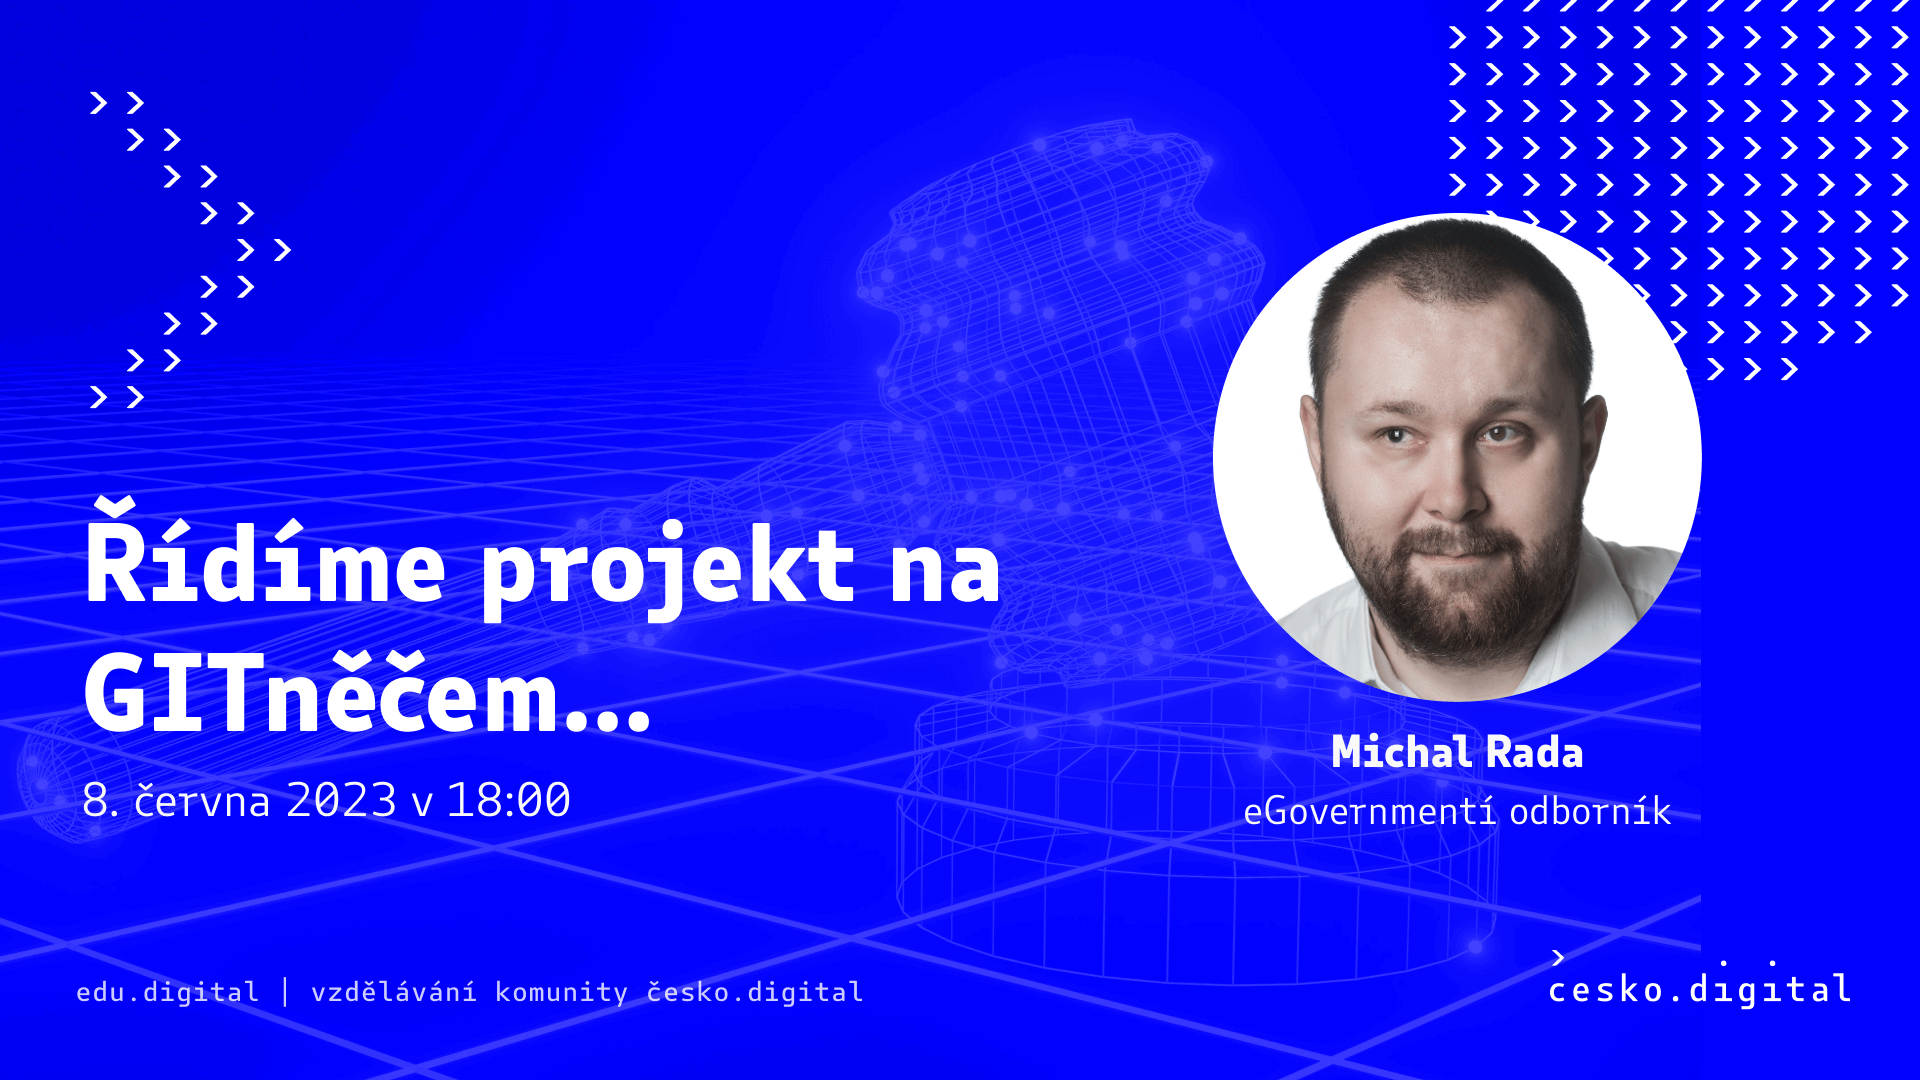 Řídíme projekt na
GITněčem...
8. června 2023 v 18:00
Michal Rada
eGovernmentí odborník
edu.digital | vzdělávání komunity česko.digital
cesko.digital